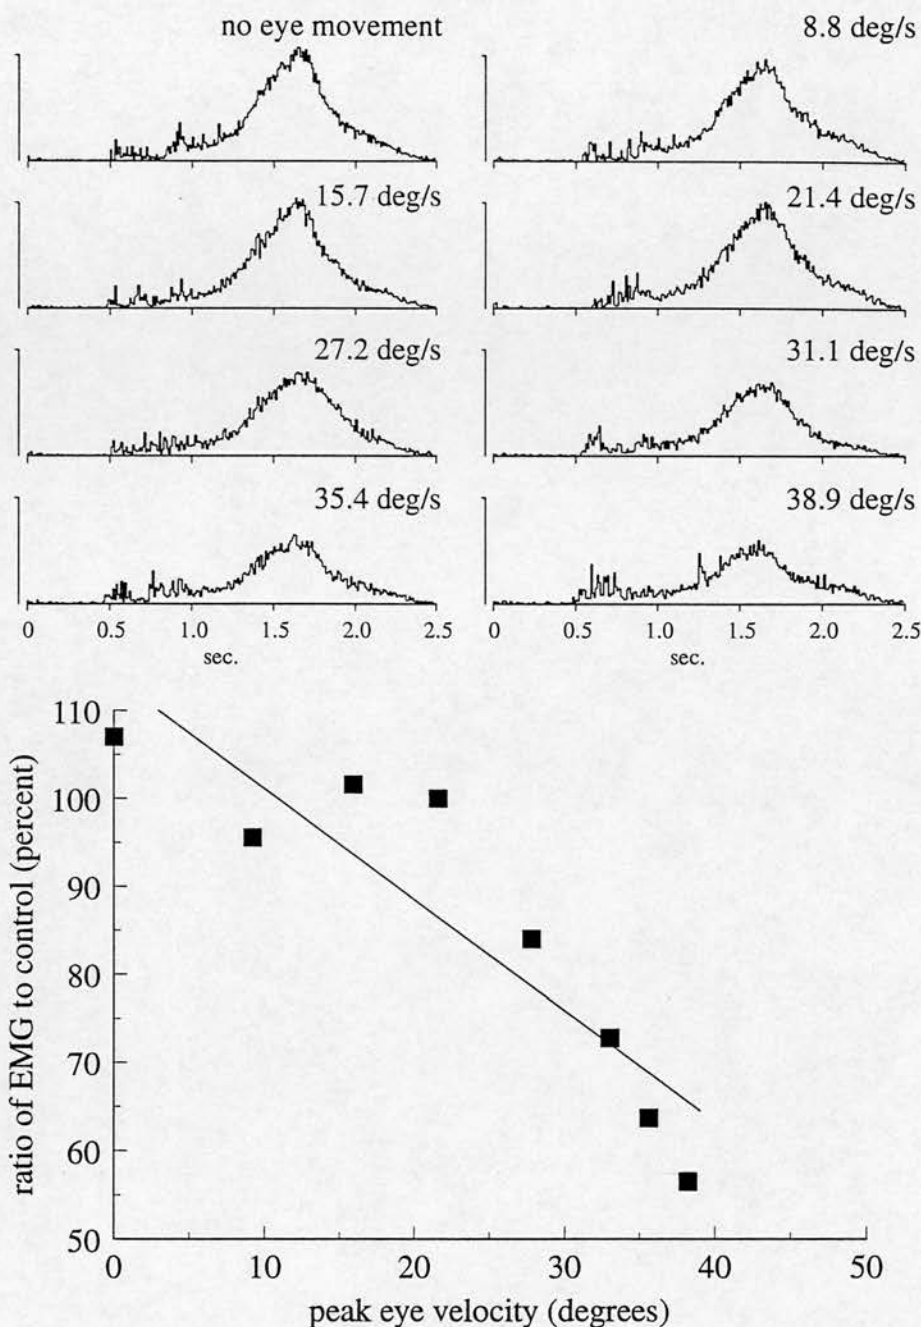 no eye movement
8.8 deg/s
15.7 deg/s
21.4 deg/s
27.2 deg/s
31.1 deg/s
35.4 deg/s
38.9 deg/s
0 0.5 1.0 1.5 2.0 2.5
sec.
0 0.5 1.0 1.5 2.0 2.5
sec.
ratio of EMG to control (percent)
110
100
90
80
70
60
50
0 10 20 30 40 50
peak eye velocity (degrees)